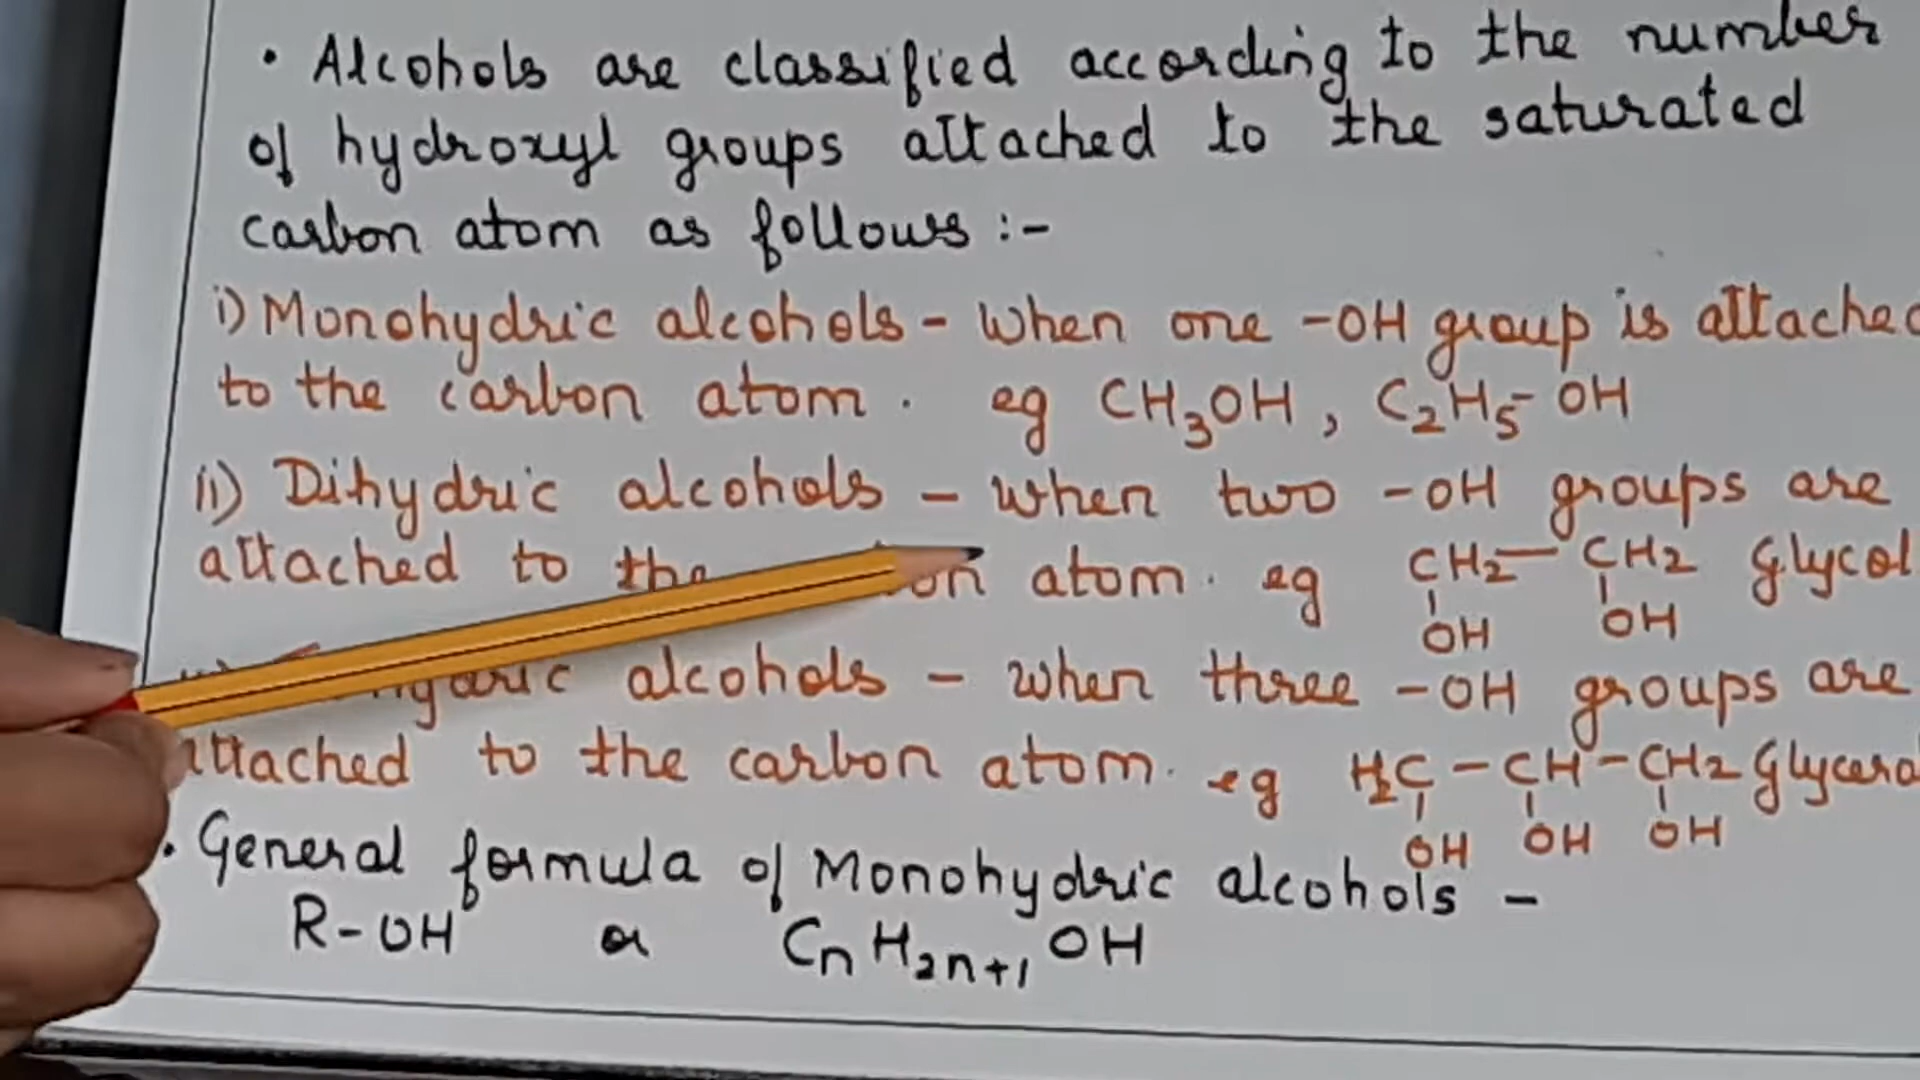 • Alcohols are classified according to the number
of hydroxyl groups attached to the saturated
carbon atom as follows :-
i) Monohydric alcohols - when one -OH group is attached
to the carbon atom. eg CH₃OH, C₂H₅-OH
ii) Dihydric alcohols - when two -OH groups are
attached to the atom. eg CH₂-CH₂ Glycol
OH OH
alcohols - when three -OH groups are
attached to the carbon atom. eg H₂C-CH-CH₂ Glycerol
OH OH OH
• General formula of Monohydric alcohols -
R-OH or CₙH₂ₙ₊₁OH